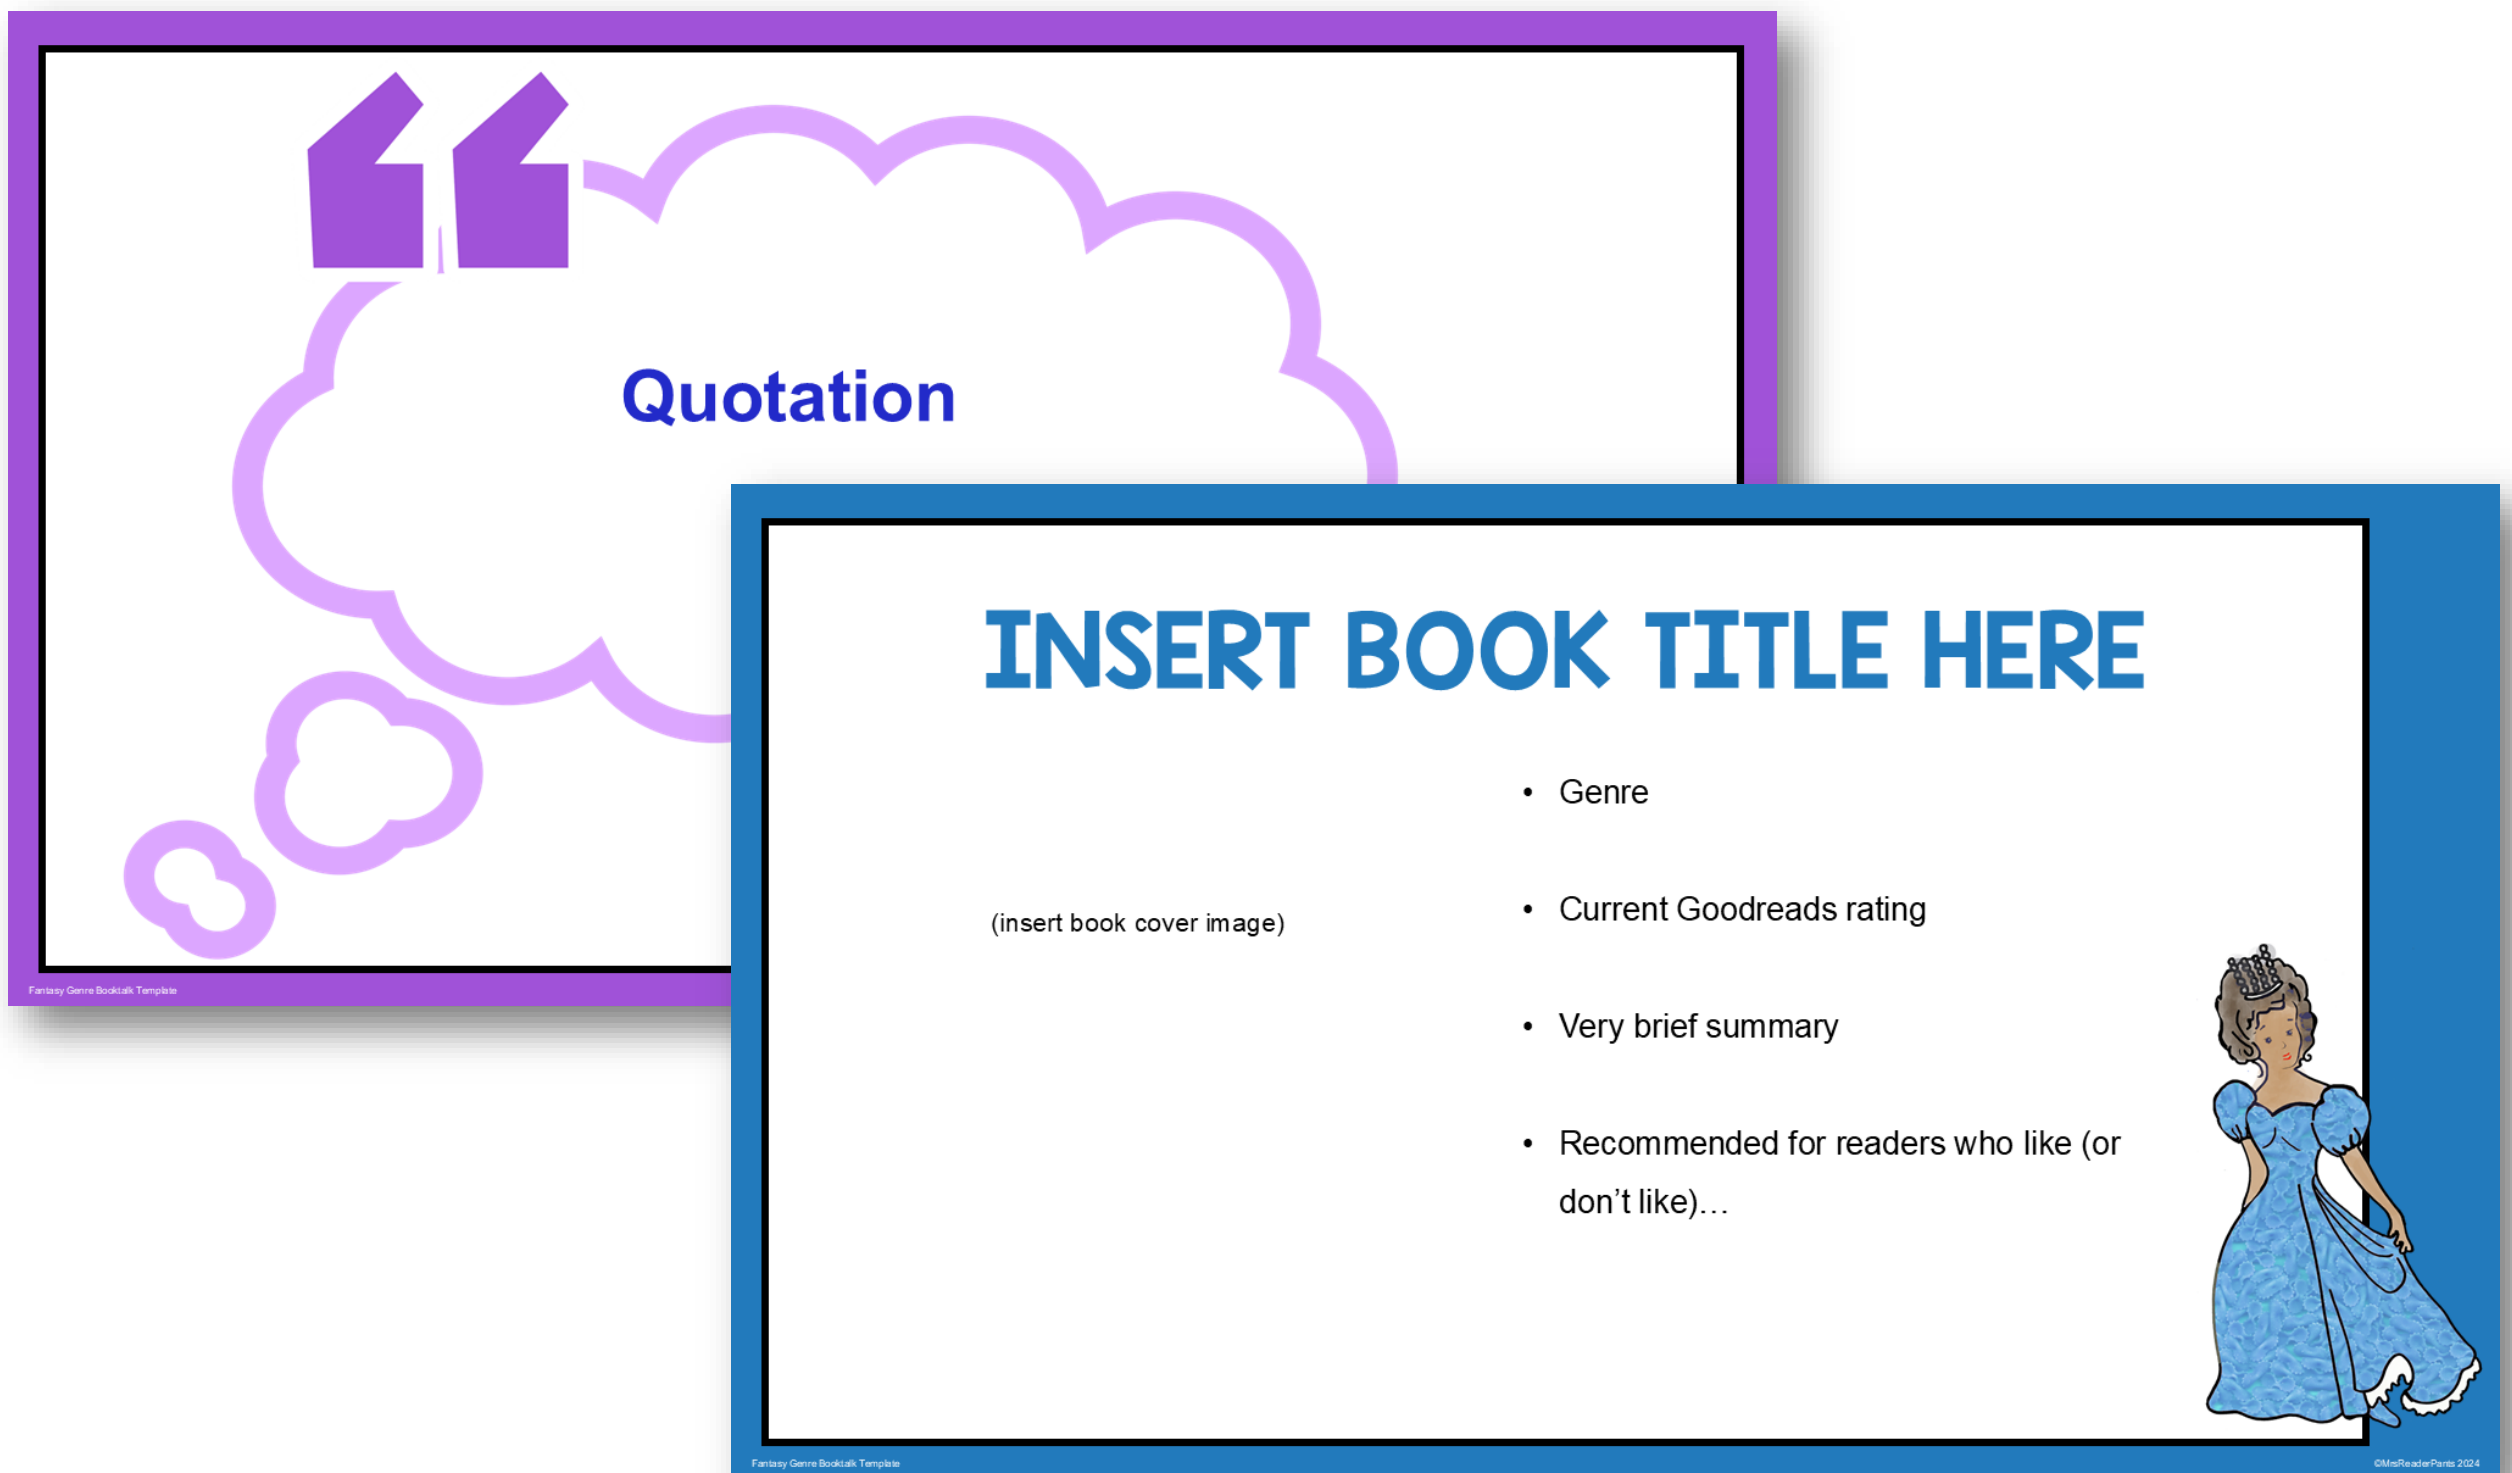 Quotation
Fantasy Genre Booktalk Template
INSERT BOOK TITLE HERE
(insert book cover image)
• Genre
• Current Goodreads rating
• Very brief summary
• Recommended for readers who like (or
don’t like)…
Fantasy Genre Booktalk Template
©MrsReaderPants 2024